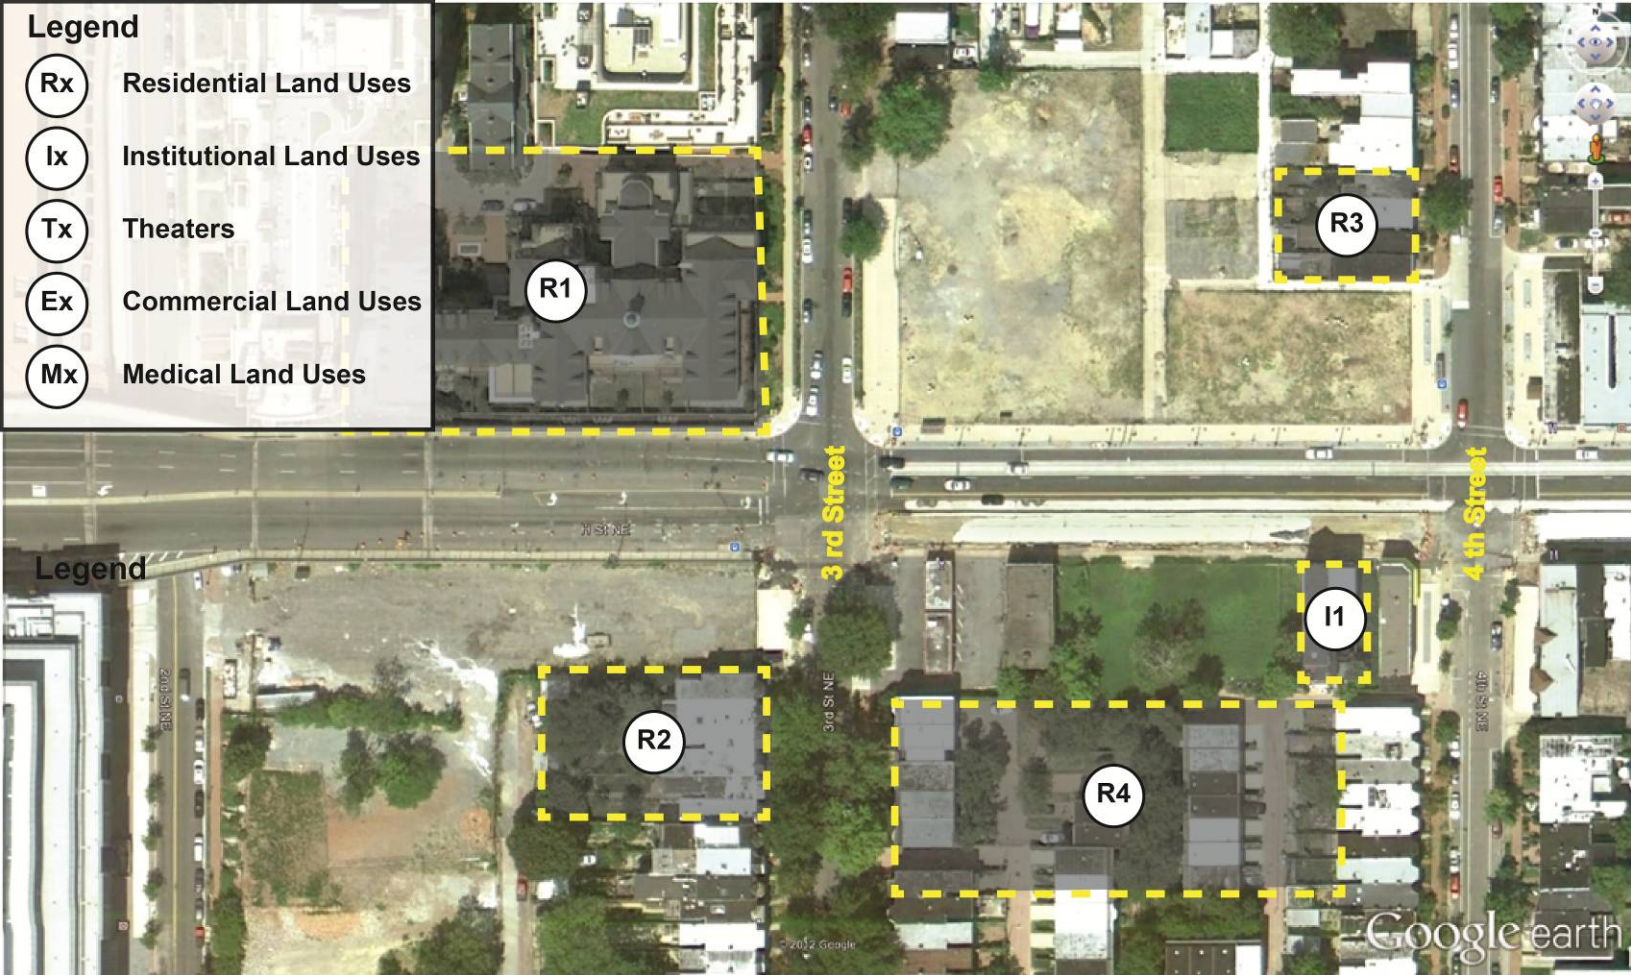 Legend
Rx Residential Land Uses
Ix Institutional Land Uses
Tx Theaters
Ex Commercial Land Uses
Mx Medical Land Uses
R1
R3
3 rd Street
4 th Street
H St NE
Legend
I1
2nd St NE
3rd St NE
4th St NE
R2
R4
©2012 Google
Google earth